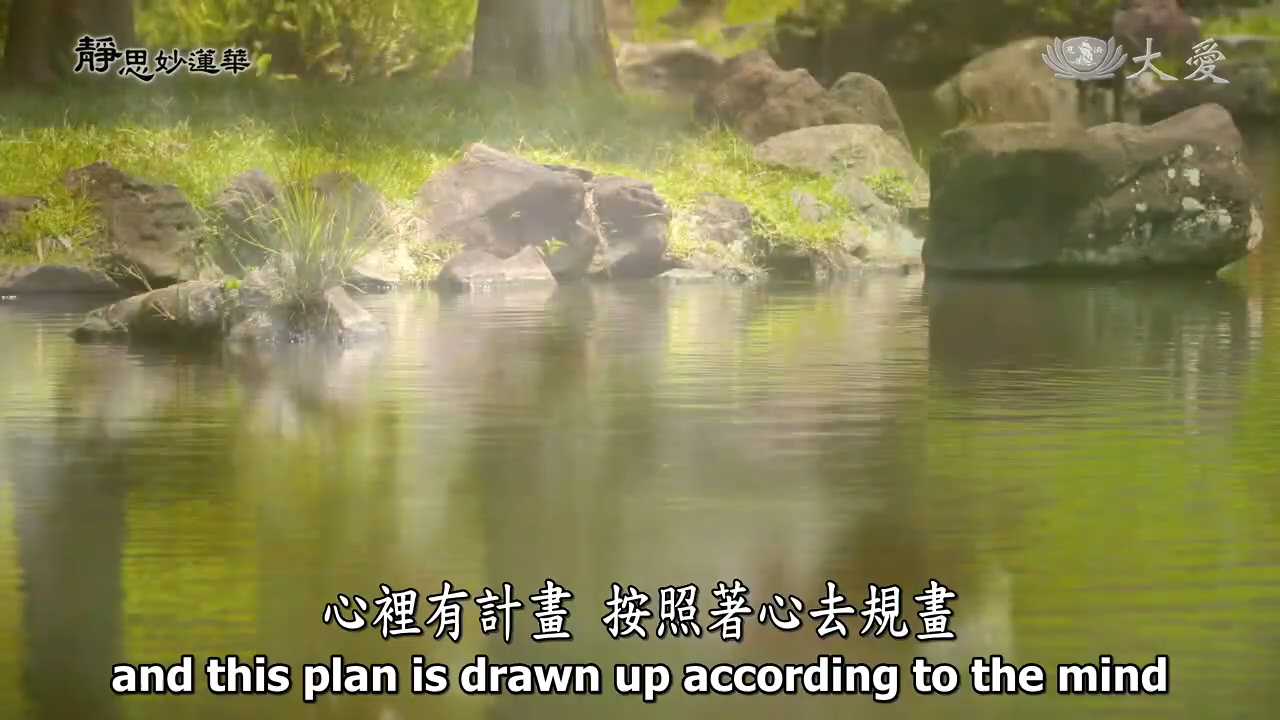 靜思妙蓮華
大愛
心裡有計畫 按照著心去規畫
and this plan is drawn up according to the mind